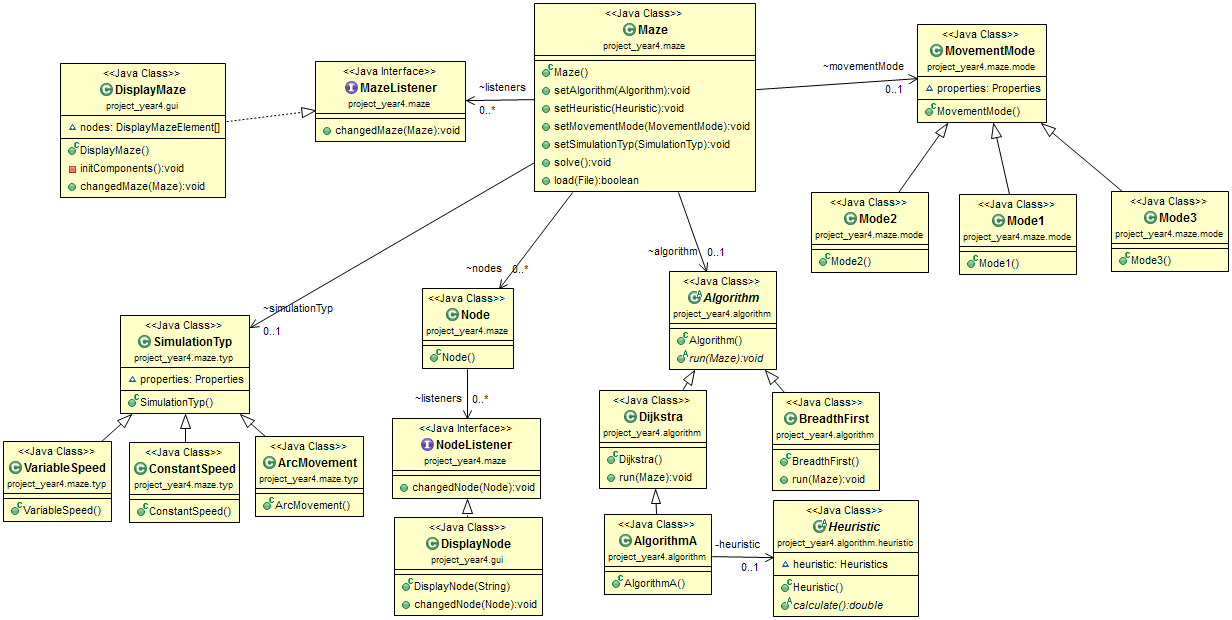 <<Java Class>>
Maze
project_year4.maze
Maze()
setAlgorithm(Algorithm):void
setHeuristic(Heuristic):void
setMovementMode(MovementMode):void
setSimulationTyp(SimulationTyp):void
solve():void
load(File):boolean
<<Java Class>>
MovementMode
project_year4.maze.mode
properties: Properties
MovementMode()
~movementMode
0..1
<<Java Interface>>
MazeListener
project_year4.maze
changedMaze(Maze):void
~listeners
0..*
<<Java Class>>
DisplayMaze
project_year4.gui
nodes: DisplayMazeElement[]
DisplayMaze()
initComponents():void
changedMaze(Maze):void
<<Java Class>>
Mode2
project_year4.maze.mode
Mode2()
<<Java Class>>
Mode1
project_year4.maze.mode
Mode1()
<<Java Class>>
Mode3
project_year4.maze.mode
Mode3()
~algorithm
0..1
~nodes
0..*
~simulationTyp
0..1
<<Java Class>>
Algorithm
project_year4.algorithm
Algorithm()
run(Maze):void
<<Java Class>>
Node
project_year4.maze
Node()
<<Java Class>>
SimulationTyp
project_year4.maze.typ
properties: Properties
SimulationTyp()
~listeners
0..*
<<Java Class>>
Dijkstra
project_year4.algorithm
Dijkstra()
run(Maze):void
<<Java Class>>
BreadthFirst
project_year4.algorithm
BreadthFirst()
run(Maze):void
<<Java Interface>>
NodeListener
project_year4.maze
changedNode(Node):void
<<Java Class>>
VariableSpeed
project_year4.maze.typ
VariableSpeed()
<<Java Class>>
ConstantSpeed
project_year4.maze.typ
ConstantSpeed()
<<Java Class>>
ArcMovement
project_year4.maze.typ
ArcMovement()
<<Java Class>>
DisplayNode
project_year4.gui
DisplayNode(String)
changedNode(Node):void
<<Java Class>>
AlgorithmA
project_year4.algorithm
AlgorithmA()
-heuristic
0..1
<<Java Class>>
Heuristic
project_year4.algorithm.heuristic
heuristic: Heuristics
Heuristic()
calculate():double